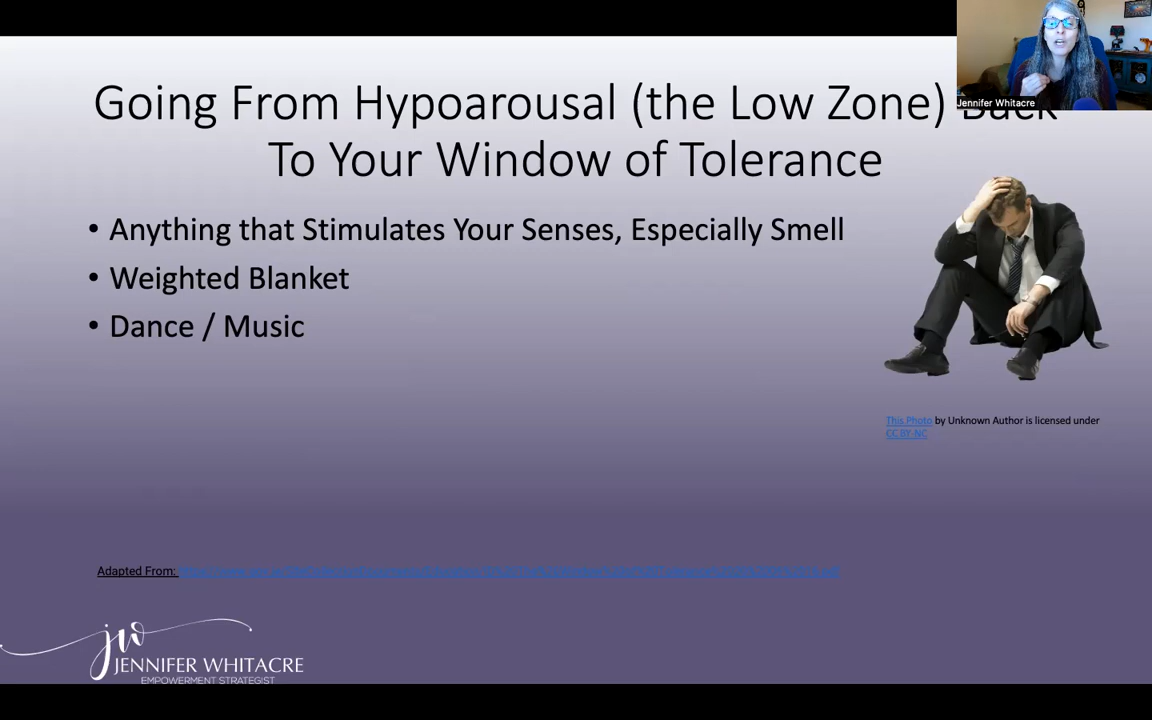 Going From Hypoarousal (the Low Zone) Back
To Your Window of Tolerance
Jennifer Whitacre
• Anything that Stimulates Your Senses, Especially Smell
• Weighted Blanket
• Dance / Music
This Photo by Unknown Author is licensed under
CC BY-NC
Adapted From:
jw
JENNIFER WHITACRE
EMPOWERMENT STRATEGIST